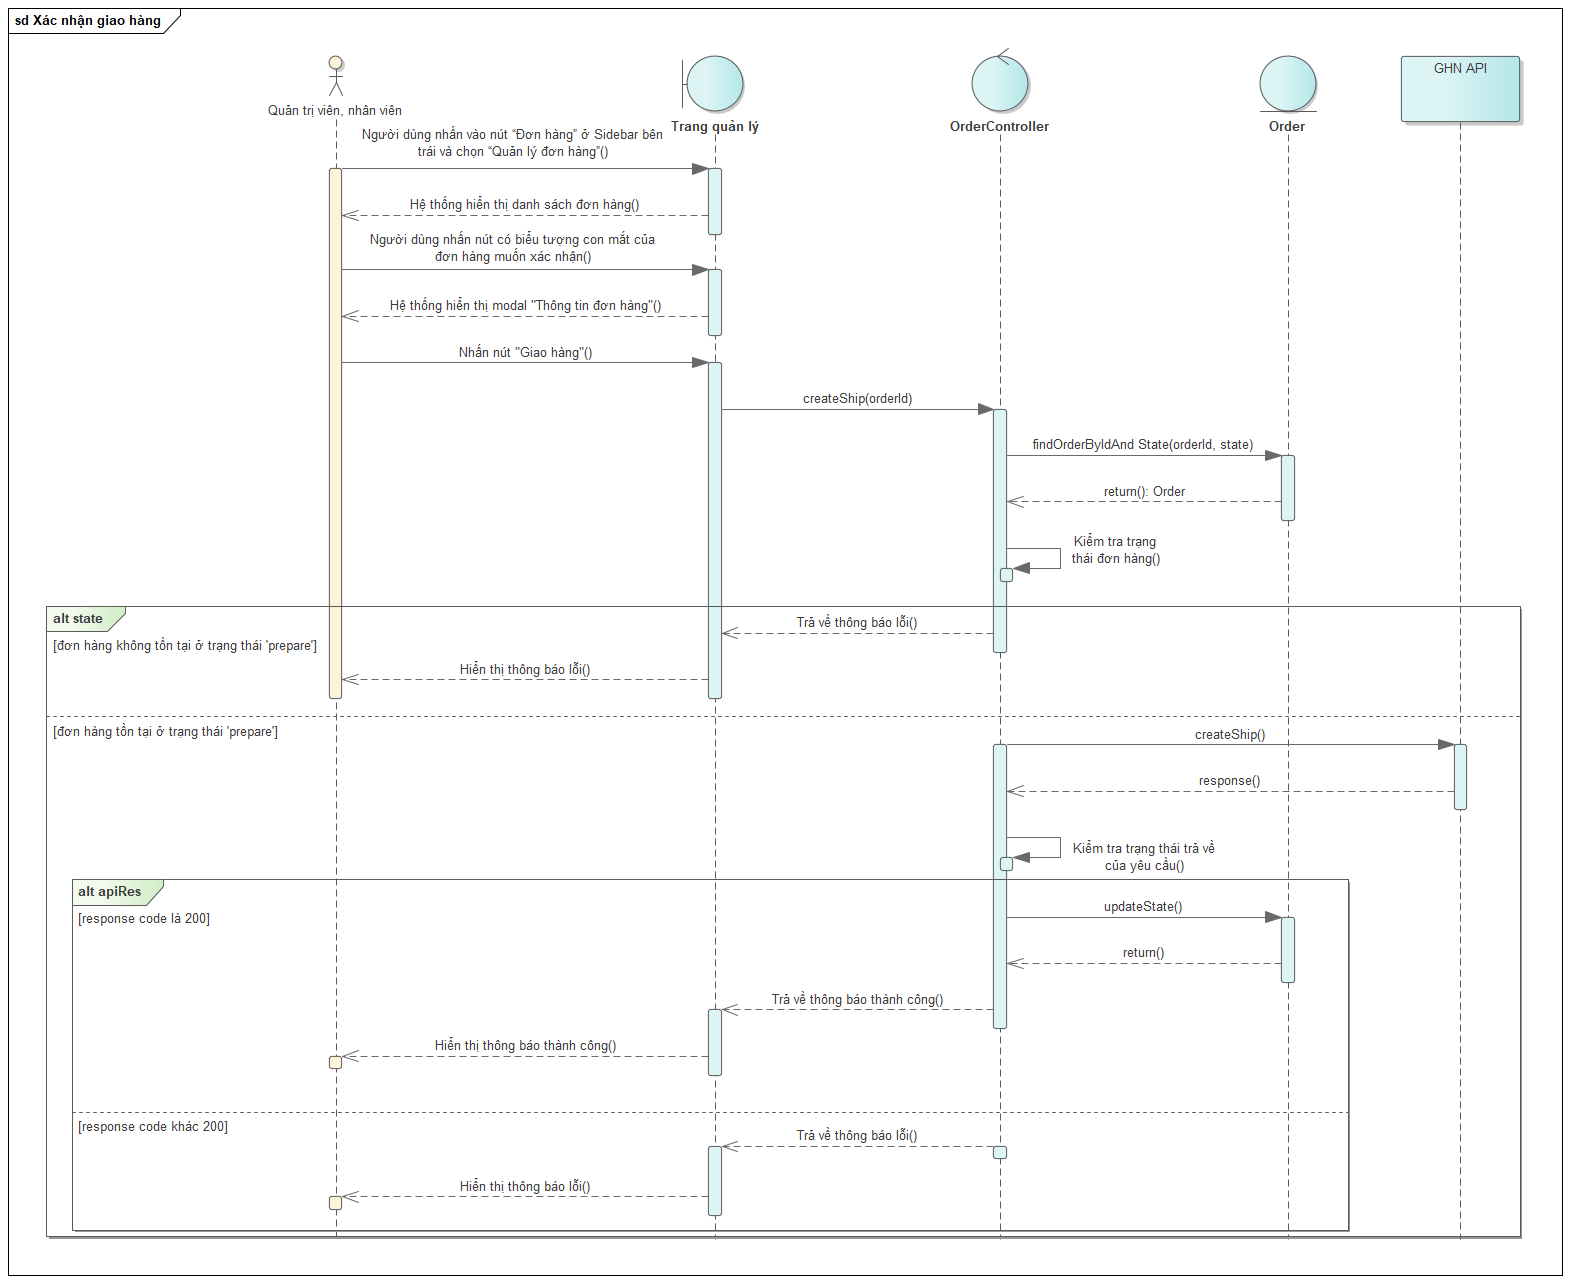 sd Xác nhận giao hàng
GHN API
Quản trị viên, nhân viên
Trang quản lý
OrderController
Order
Người dùng nhấn vào nút “Đơn hàng” ở Sidebar bên
trái và chọn “Quản lý đơn hàng”()
Hệ thống hiển thị danh sách đơn hàng()
Người dùng nhấn nút có biểu tượng con mắt của
đơn hàng muốn xác nhận()
Hệ thống hiển thị modal "Thông tin đơn hàng"()
Nhấn nút "Giao hàng"()
createShip(orderId)
findOrderByIdAnd State(orderId, state)
return(): Order
Kiểm tra trạng
thái đơn hàng()
alt state
[đơn hàng không tồn tại ở trạng thái 'prepare']
Trả về thông báo lỗi()
Hiển thị thông báo lỗi()
[đơn hàng tồn tại ở trạng thái 'prepare']
createShip()
response()
Kiểm tra trạng thái trả về
của yêu cầu()
alt apiRes
[response code là 200]
updateState()
return()
Trả về thông báo thành công()
Hiển thị thông báo thành công()
[response code khác 200]
Trả về thông báo lỗi()
Hiển thị thông báo lỗi()